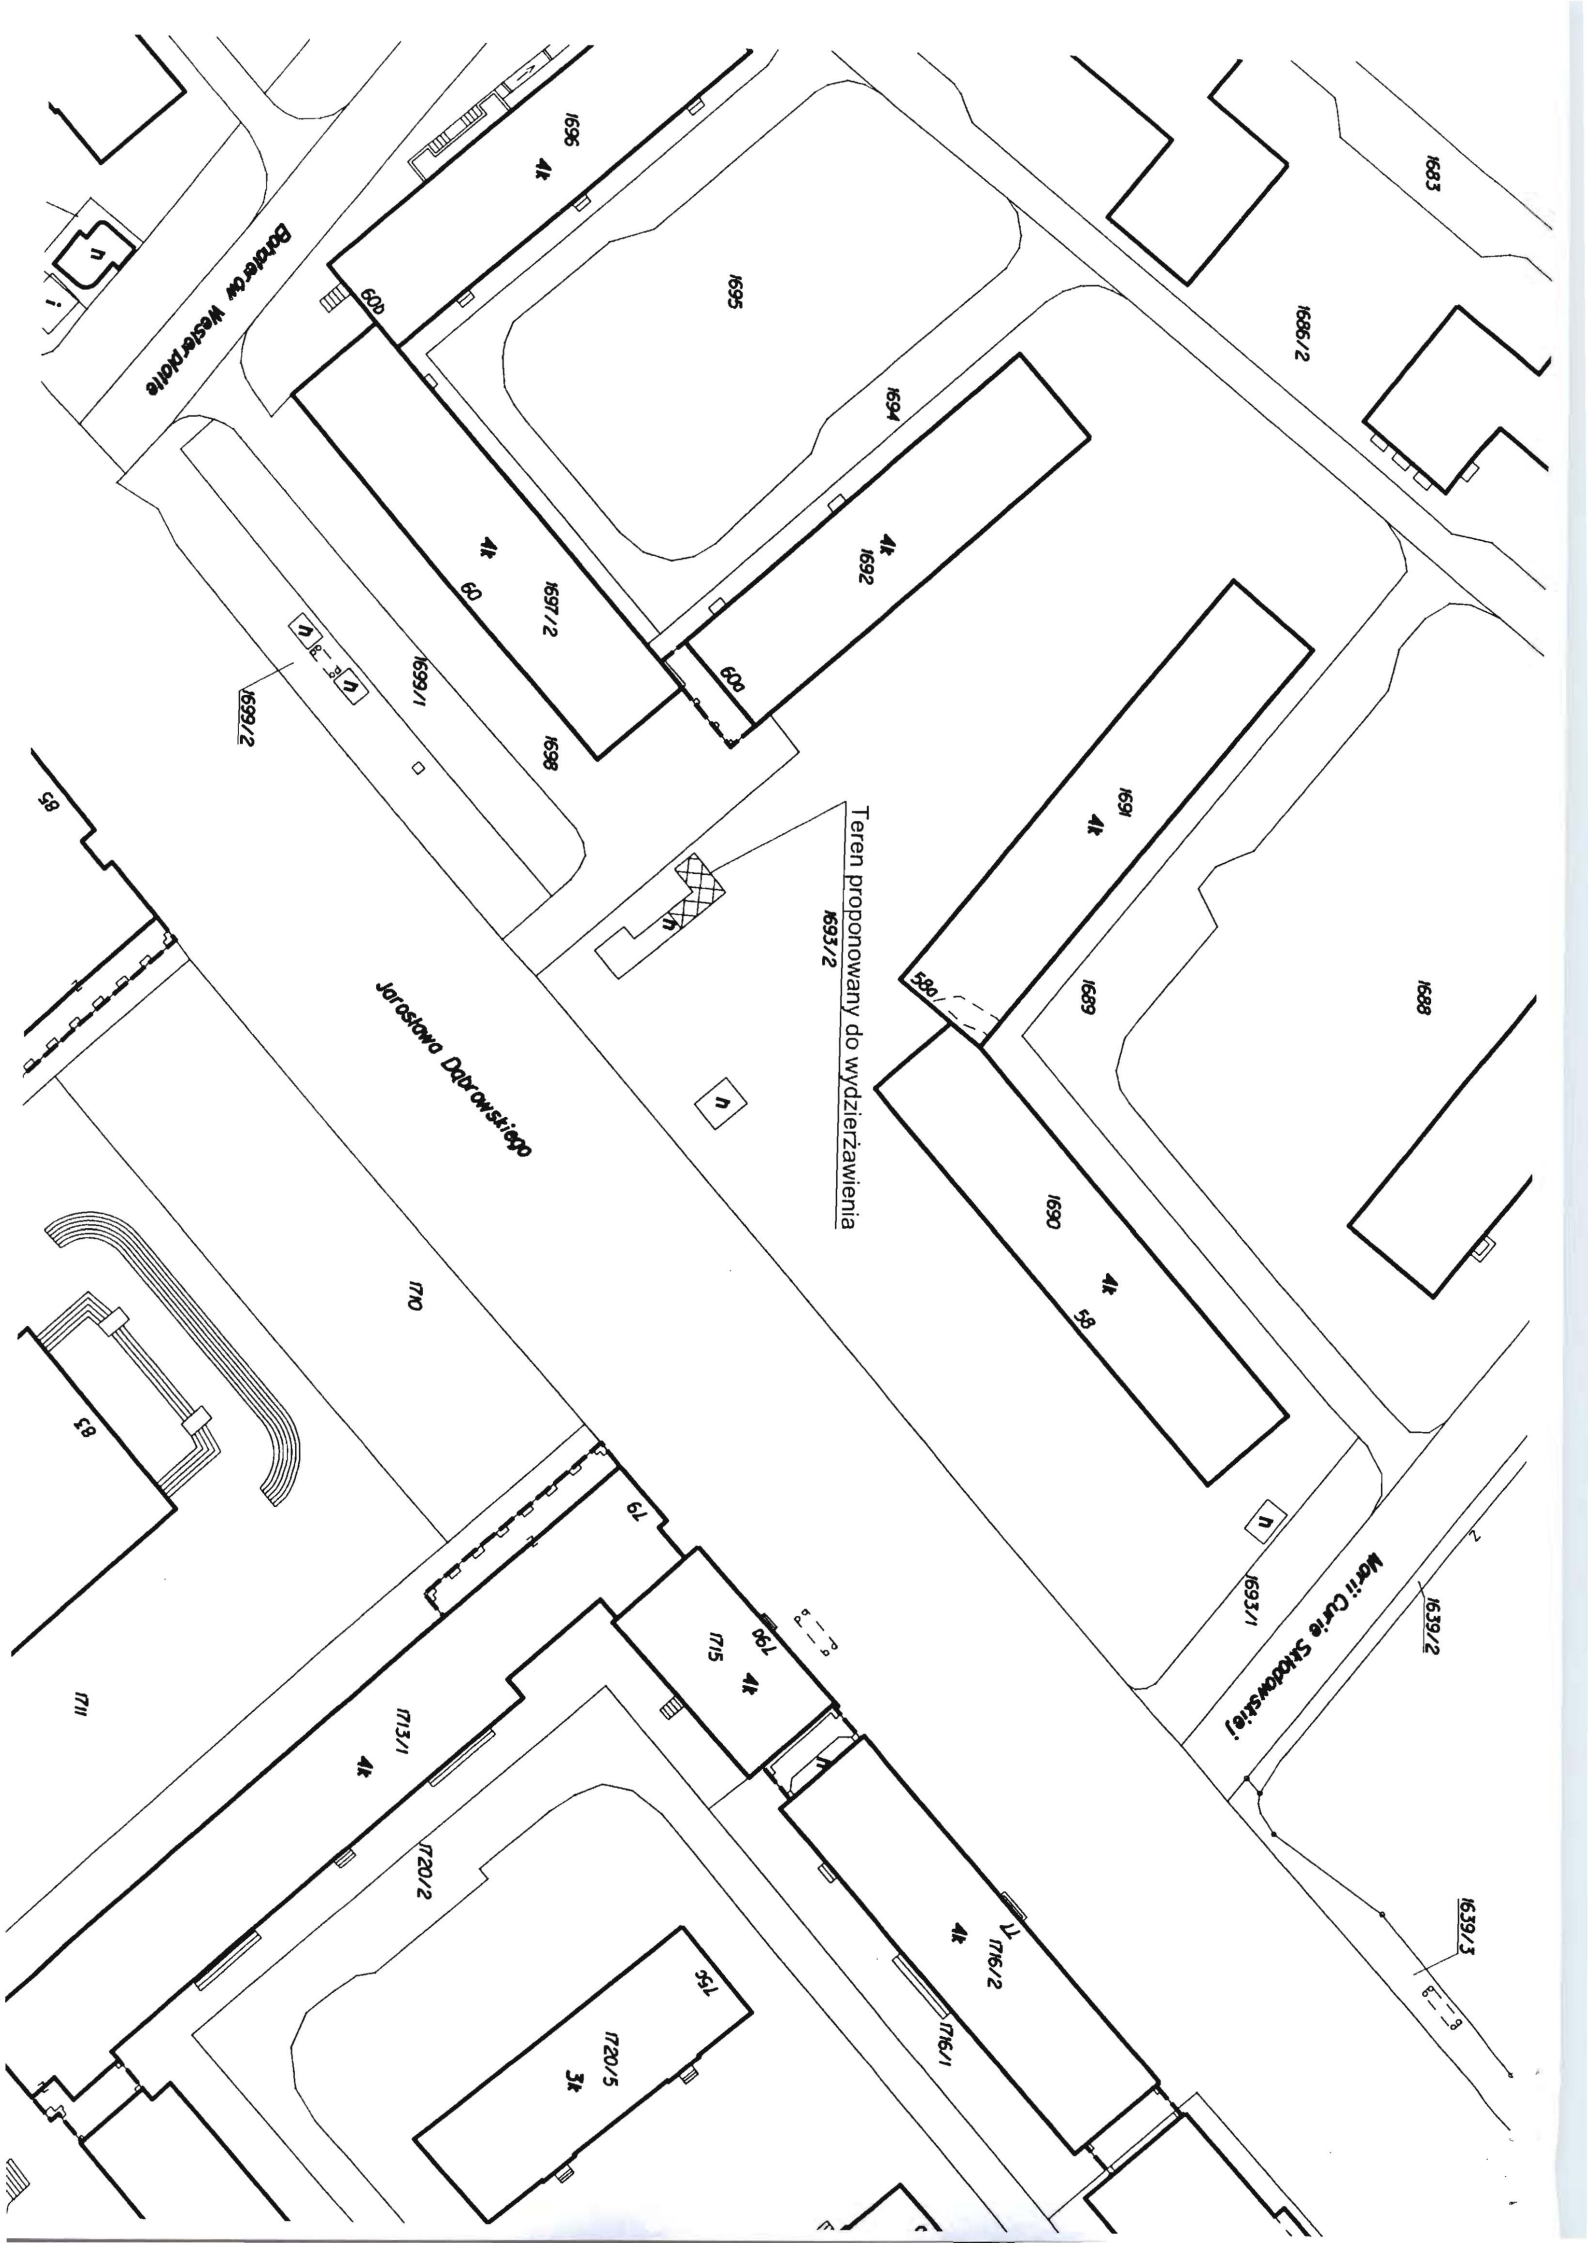 1696
4k
1683
n
i
Bohaterów Westerplatte
60b
1695
1686/2
1694
4k
1692
4k
60
1697/2
60a
n
n
1699/1
1699/2
1698
85
1691
4k
Teren proponowany do wydzierżawienia
1693/2
n
58a
1689
1688
Jarosława Dąbrowskiego
n
1690
4k
58
1710
83
79
n
1693/1
Marii Curie Skłodowskiej
1639/2
z
79a
1715
4k
1711
1713/1
4k
n
1720/2
77
1716/2
4k
1639/3
75c
1720/5
3k
1716/1